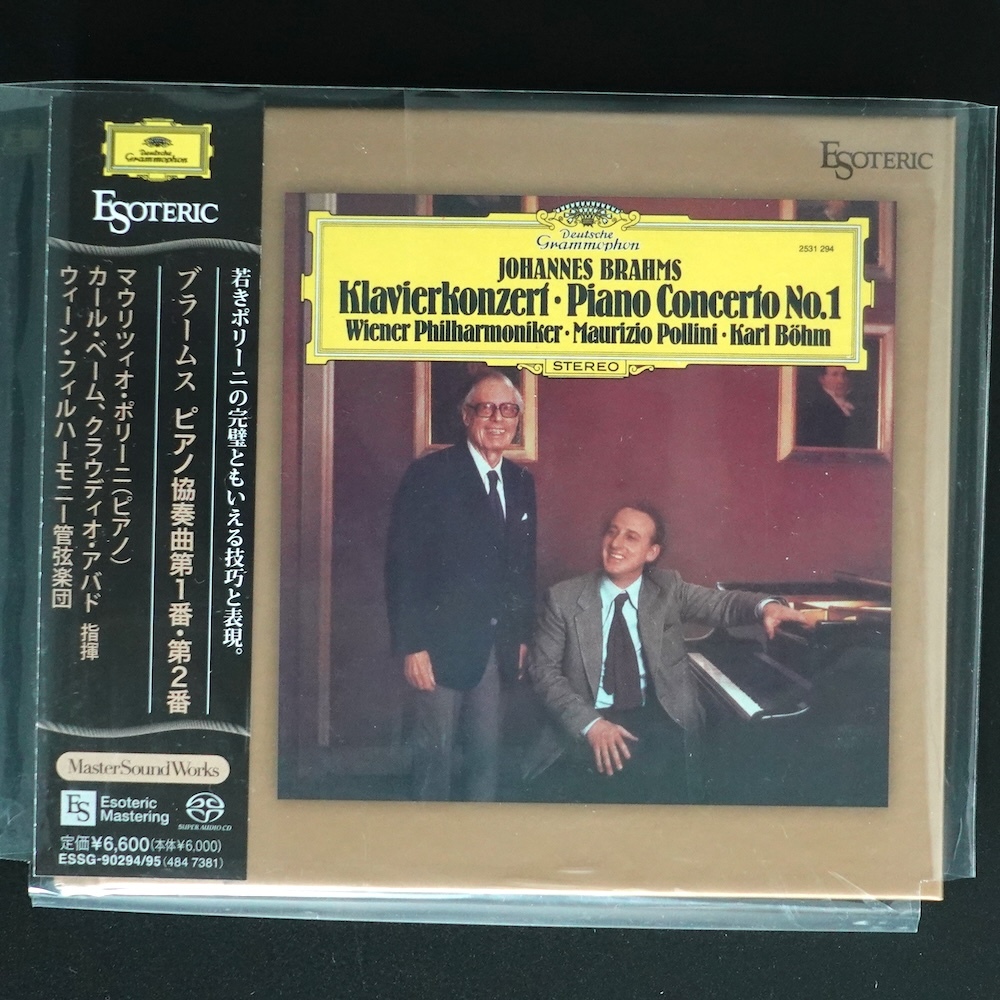 Deutsche
Grammophon
ESOTERIC
若きポリーニの完璧ともいえる技巧と表現。
ブラームス ピアノ協奏曲第1番・第2番
マウリツィオ・ポリーニ(ピアノ)
カール・ベーム、クラウディオ・アバド 指揮
ウィーン・フィルハーモニー管弦楽団
MasterSoundWorks
ES
Esoteric
Mastering
SUPER AUDIO CD
定価¥6,600(本体¥6,000)
ESSG-90294/95(484 7381)
ESOTERIC
Deutsche
Grammophon
2531 294
JOHANNES BRAHMS
Klavierkonzert·Piano Concerto No.1
Wiener Philharmoniker·Maurizio Pollini·Karl Böhm
STEREO